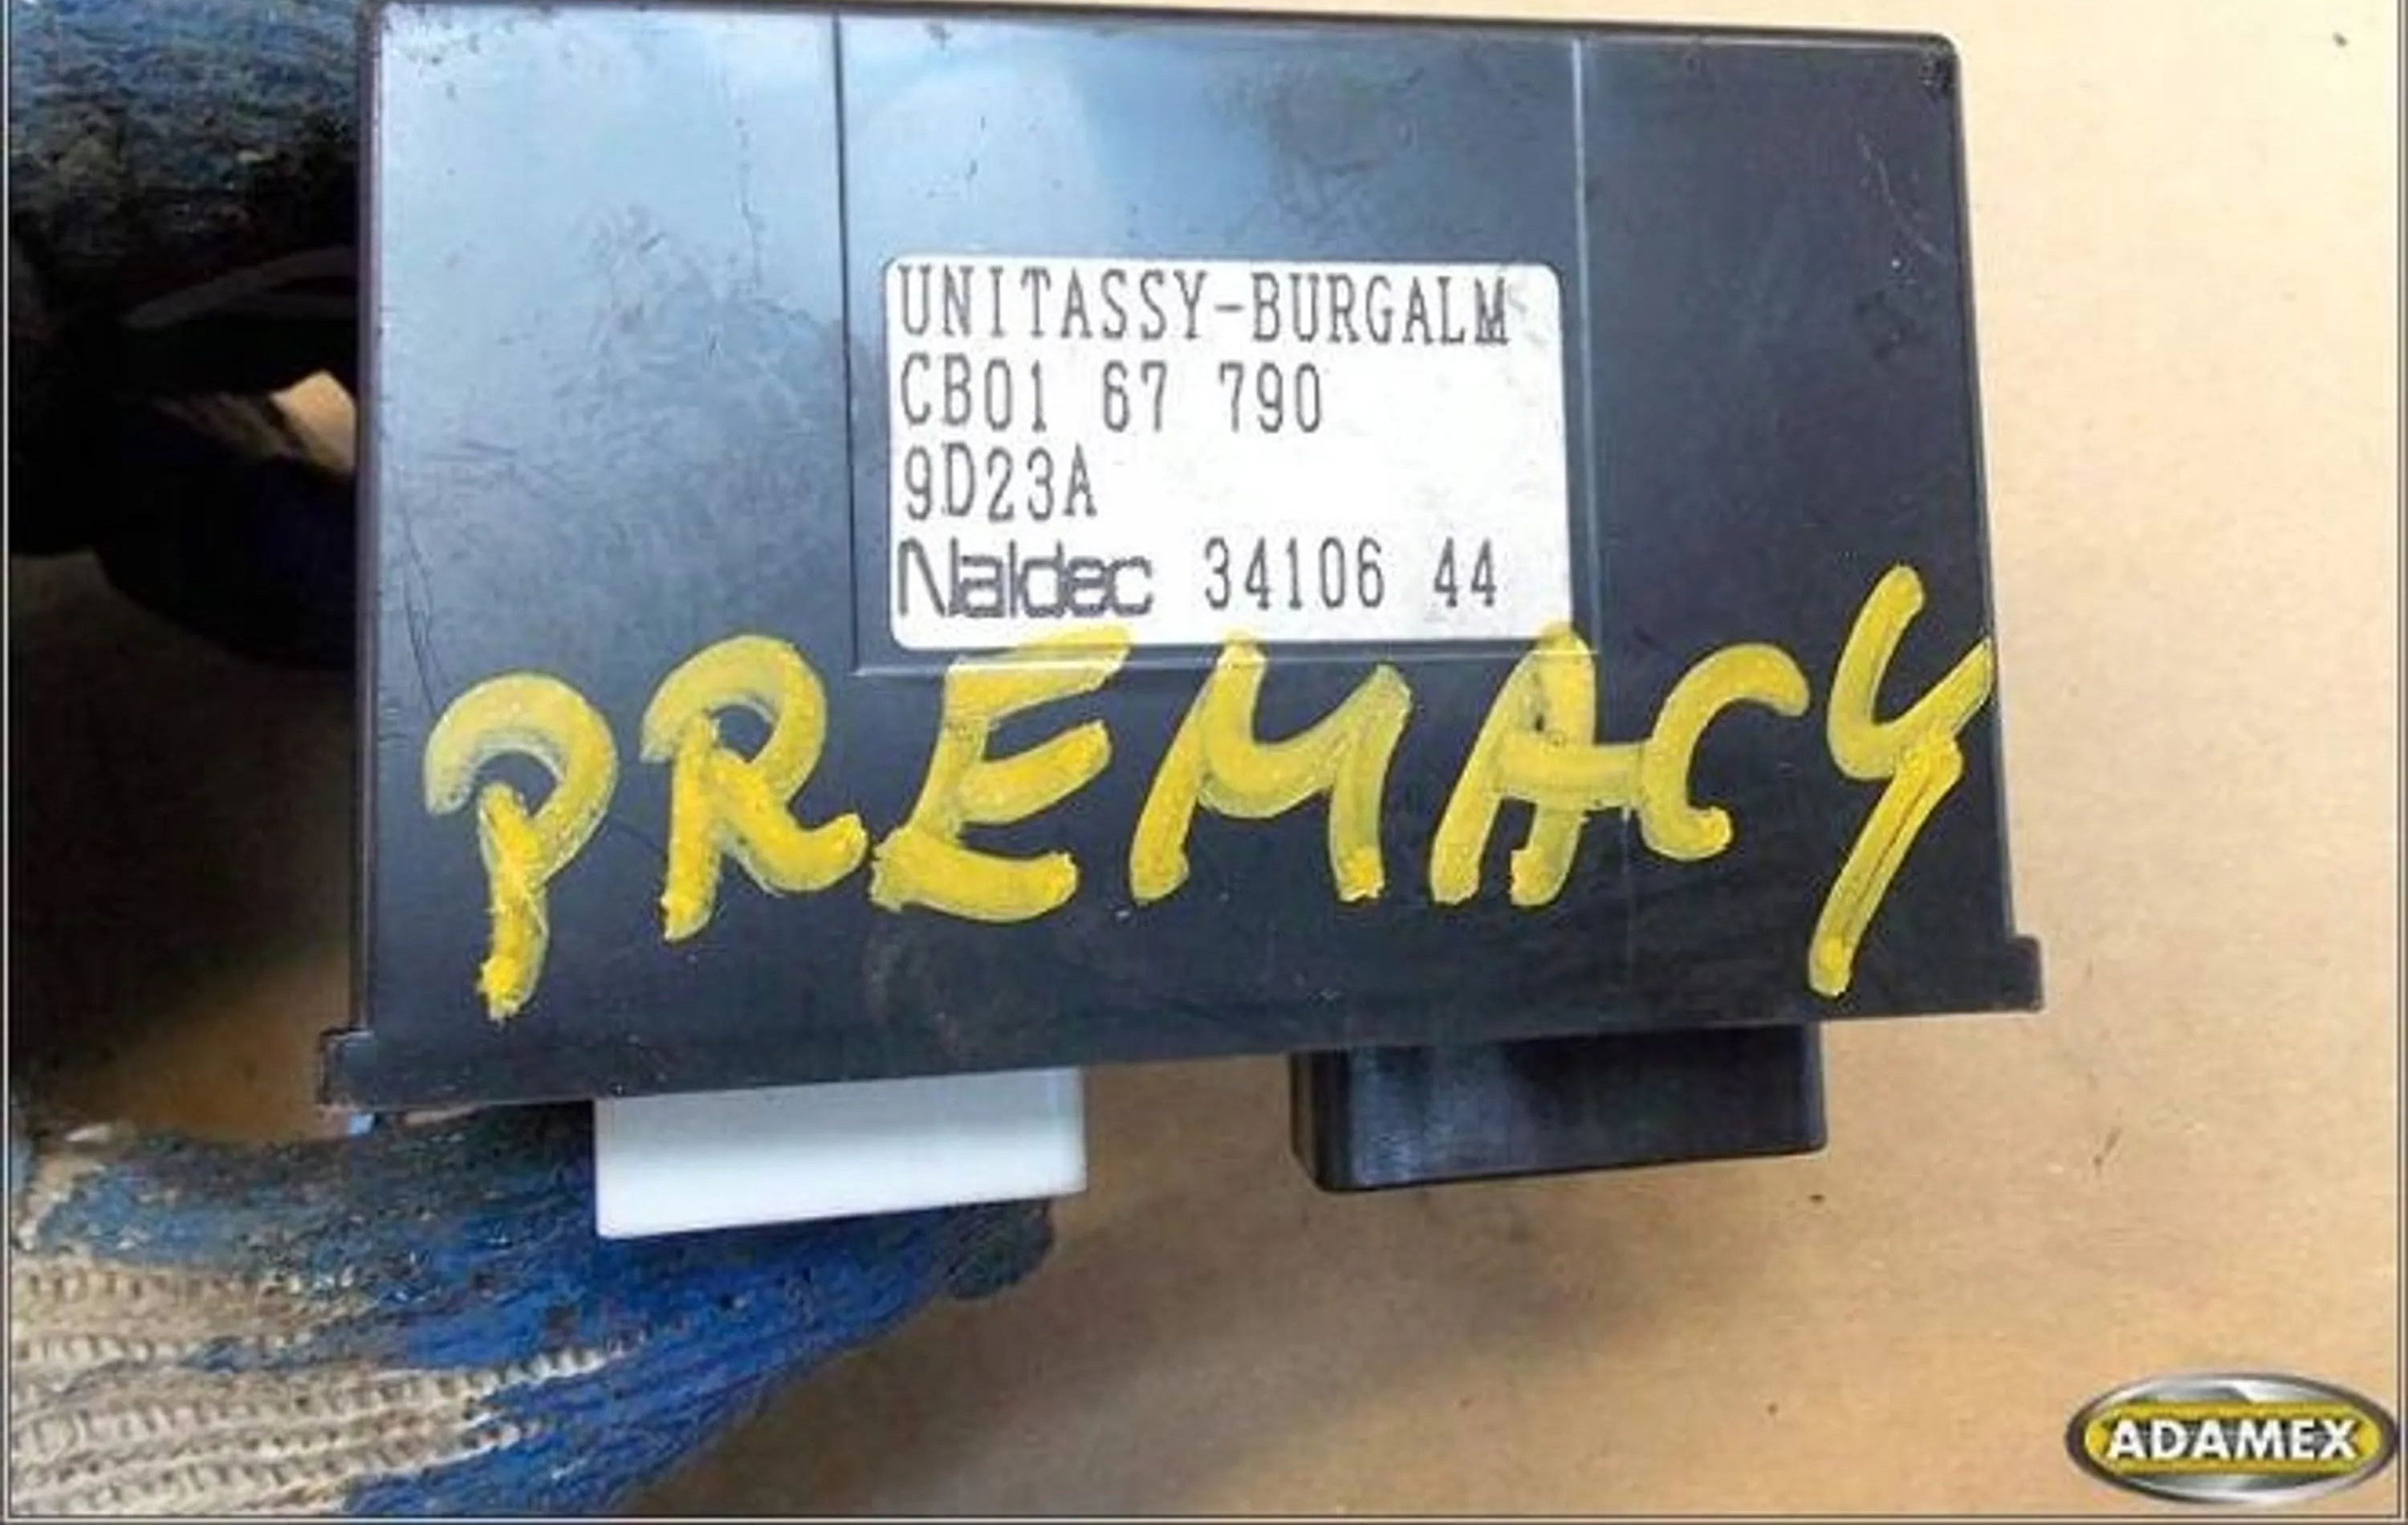 UNITASSY-BURGALM
CB01 67 790
9D23A
Naldec 34106 44
PREMACY
ADAMEX